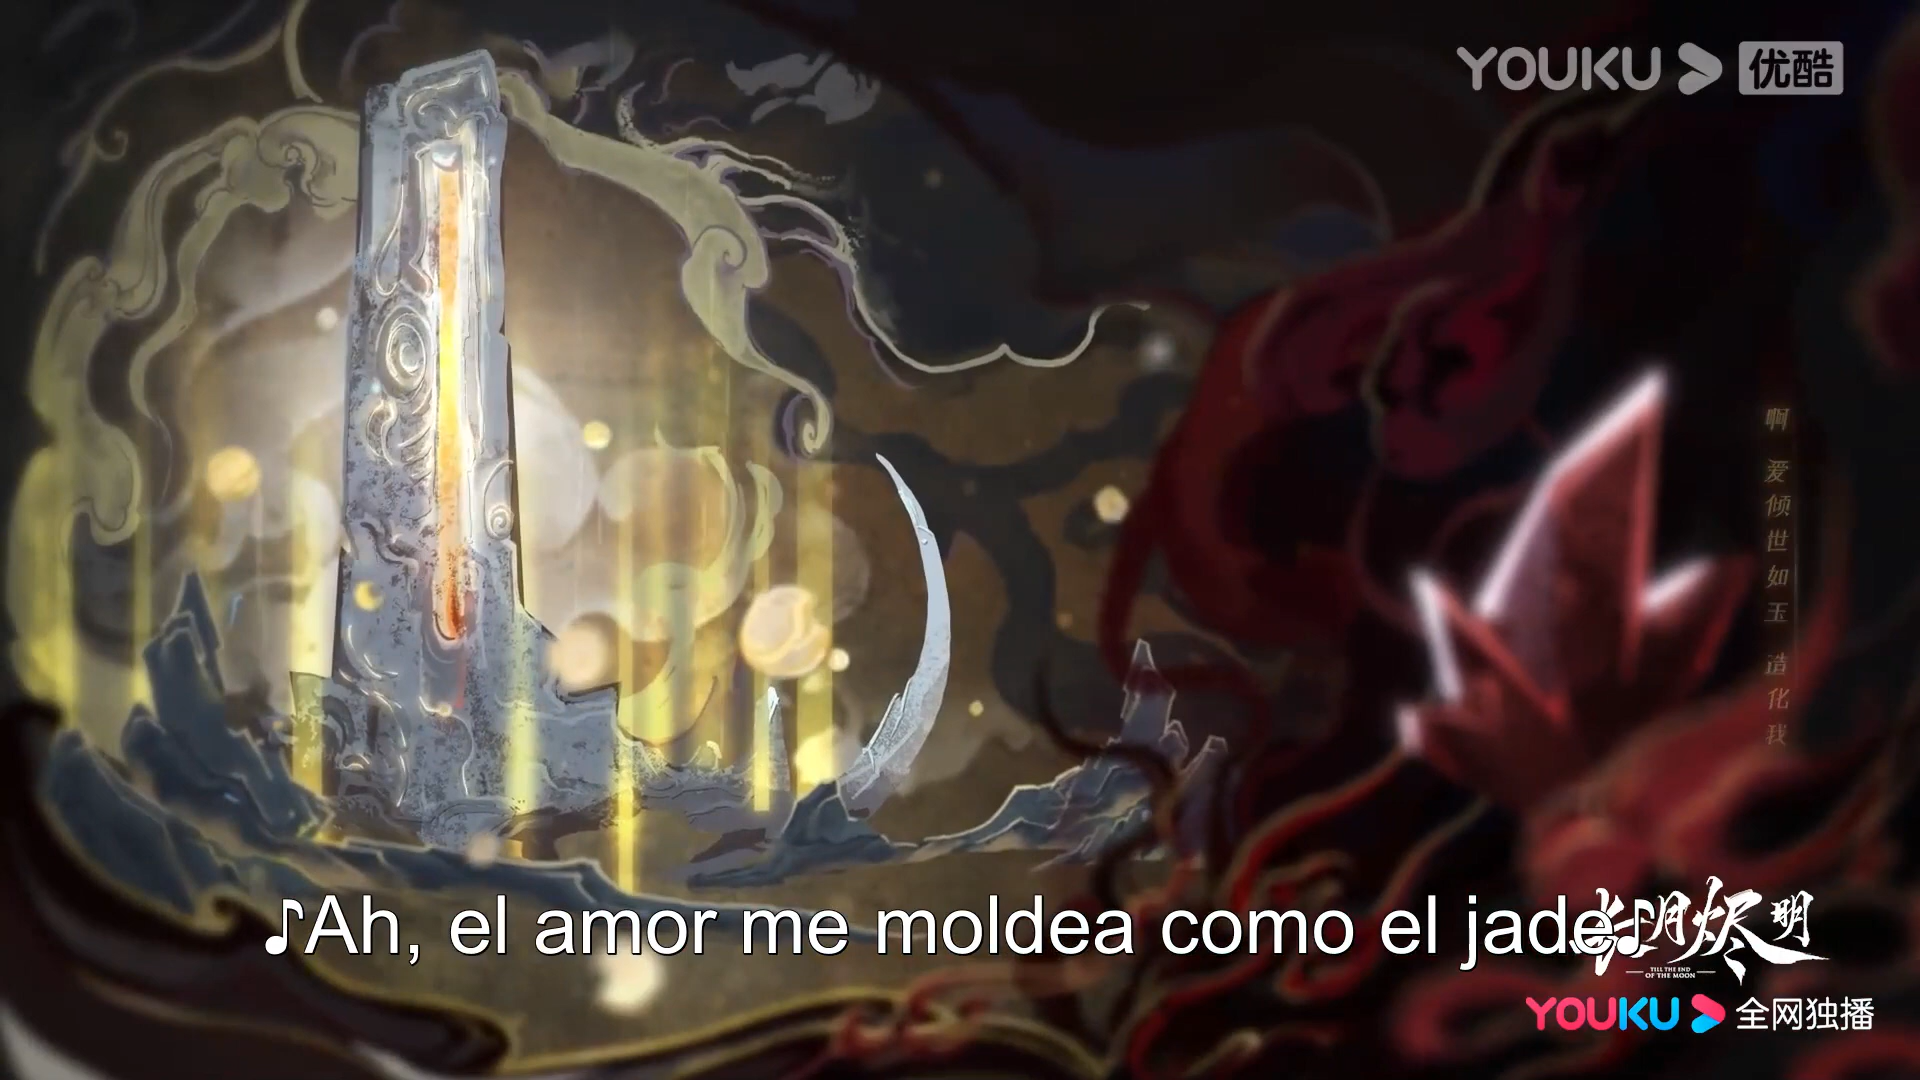 YOUKU 优酷
啊 爱倾世如玉 造化我
♪Ah, el amor me moldea como el jade♪
长月烬明
TILL THE END
OF THE MOON
YOUKU 全网独播